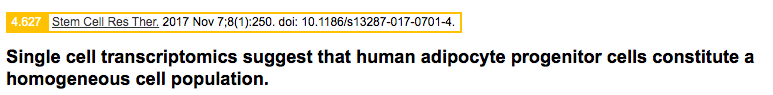 4.627 Stem Cell Res Ther. 2017 Nov 7;8(1):250. doi: 10.1186/s13287-017-0701-4.
Single cell transcriptomics suggest that human adipocyte progenitor cells constitute a
homogeneous cell population.